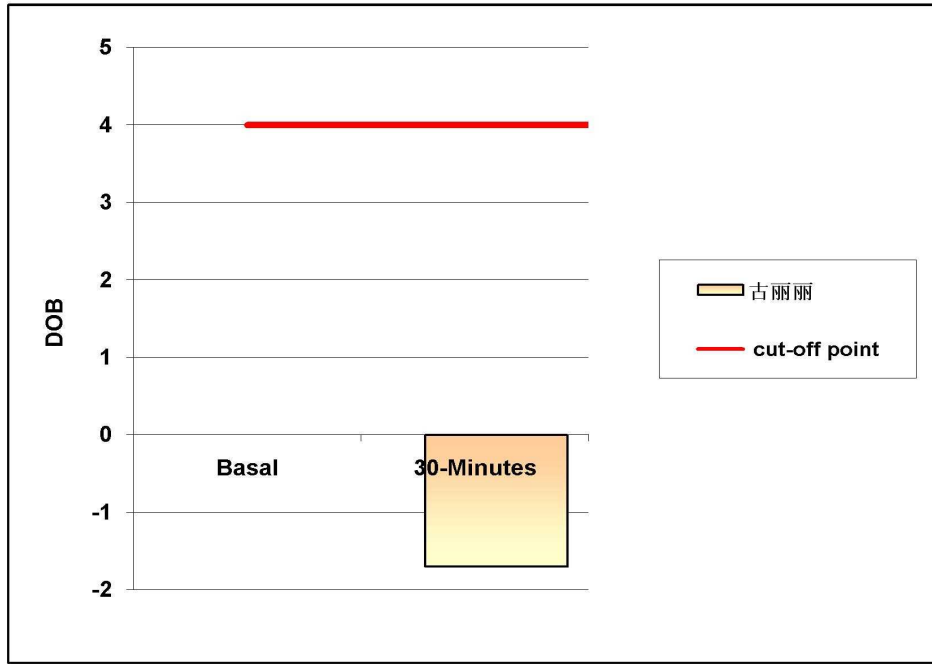 5
4
3
2
1
0
-1
-2
DOB
Basal
30-Minutes
古丽丽
cut-off point